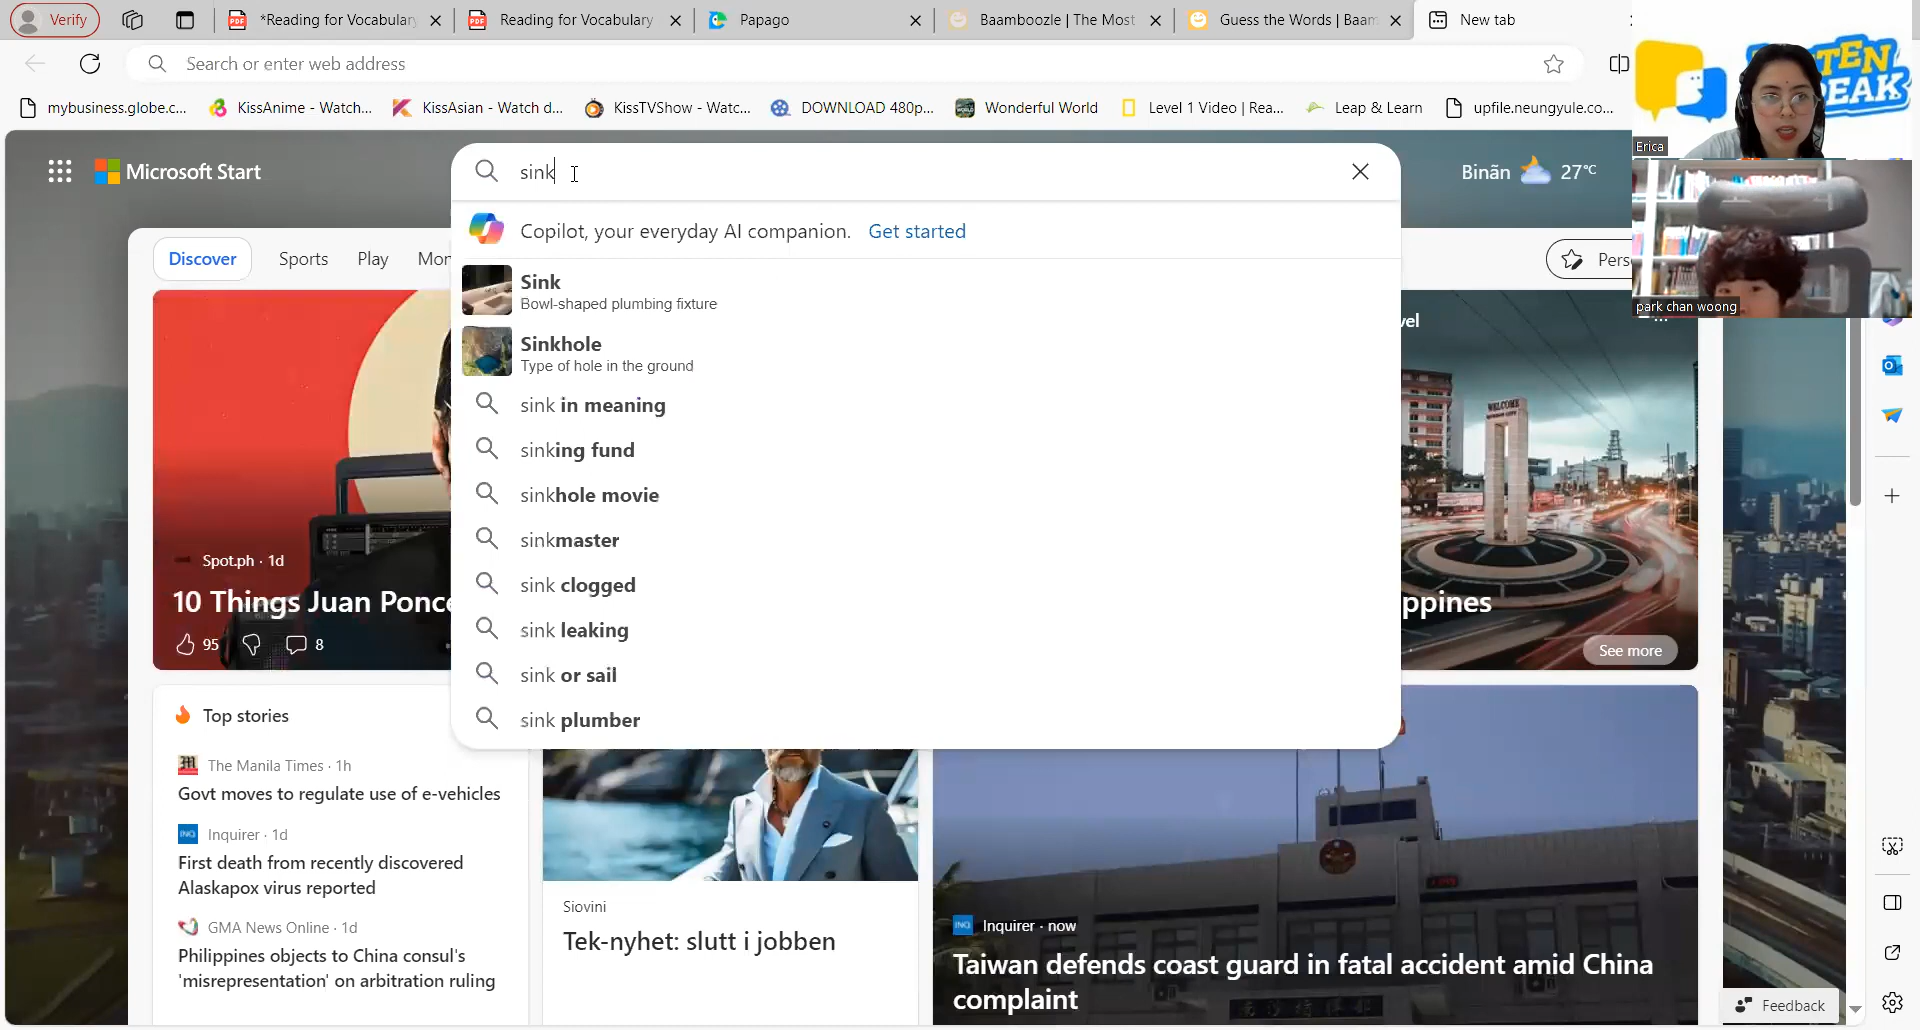 Verify
*Reading for Vocabular
Reading for Vocabulary
Papago
Baamboozle | The Most
Guess the Words | Baam
New tab
Search or enter web address
mybusiness.globe.c...
KissAnime - Watch...
KissAsian - Watch d...
KissTVShow - Watc...
DOWNLOAD 480p...
Wonderful World
Level 1 Video | Rea...
Leap & Learn
upfile.neungyule.co...
Erica
park chan woong
Microsoft Start
sink
Binãn
27°C
Copilot, your everyday AI companion. Get started
Discover
Sports
Play
Mon
Pers
Sink
Bowl-shaped plumbing fixture
Sinkhole
Type of hole in the ground
sink in meaning
sinking fund
sinkhole movie
sinkmaster
sink clogged
sink leaking
sink or sail
sink plumber
vel
WELCOME
Spot.ph · 1d
10 Things Juan Ponce
95
8
ppines
See more
Top stories
The Manila Times · 1h
Govt moves to regulate use of e-vehicles
INQ
Inquirer · 1d
First death from recently discovered
Alaskapox virus reported
GMA News Online · 1d
Philippines objects to China consul's
'misrepresentation' on arbitration ruling
Siovini
Tek-nyhet: slutt i jobben
INQ
Inquirer · now
Taiwan defends coast guard in fatal accident amid China
complaint
Feedback